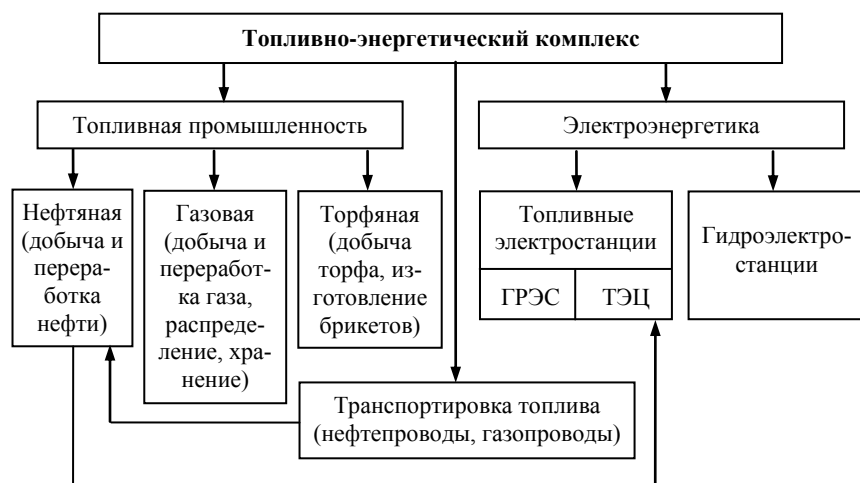 Топливно-энергетический комплекс
Топливная промышленность
Электроэнергетика
Нефтяная
(добыча и
перера-
ботка
нефти)
Газовая
(добыча и
переработ-
ка газа,
распреде-
ление, хра-
нение)
Торфяная
(добыча
торфа, из-
готовление
брикетов)
Топливные
электростанции
ГРЭС
ТЭЦ
Гидроэлектро-
станции
Транспортировка топлива
(нефтепроводы, газопроводы)